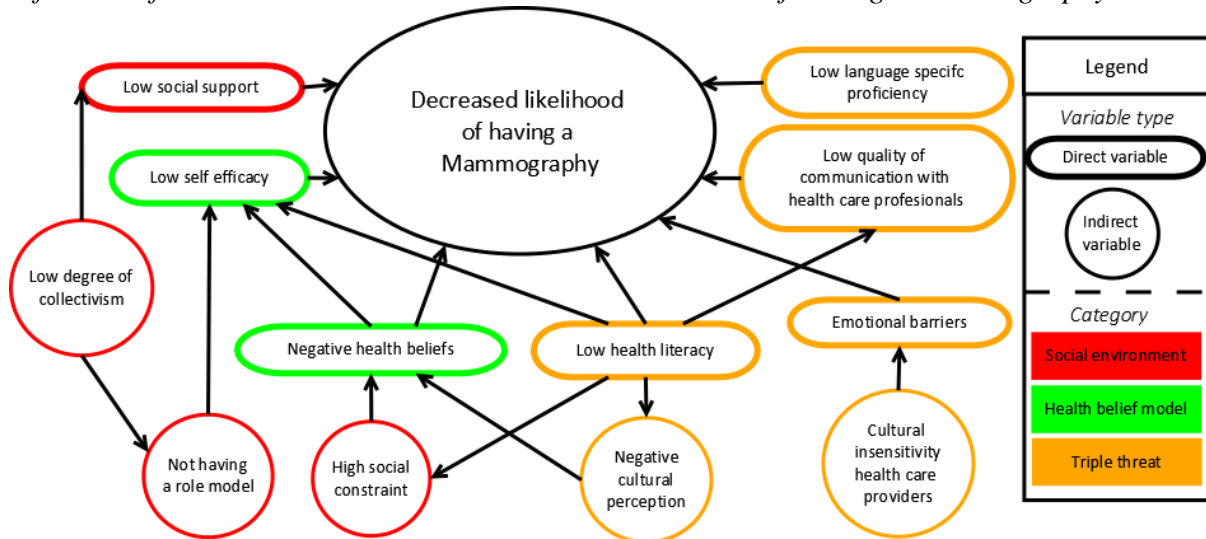 Low social support
Decreased likelihood
of having a
Mammography
Low language specifc
proficiency
Low self efficacy
Low quality of
communication with
health care profesionals
Low degree of
collectivism
Negative health beliefs
Low health literacy
Emotional barriers
Not having
a role model
High social
constraint
Negative
cultural
perception
Cultural
insensitivity
health care
providers
Legend
Variable type
Direct variable
Indirect
variable
Category
Social environment
Health belief model
Triple threat